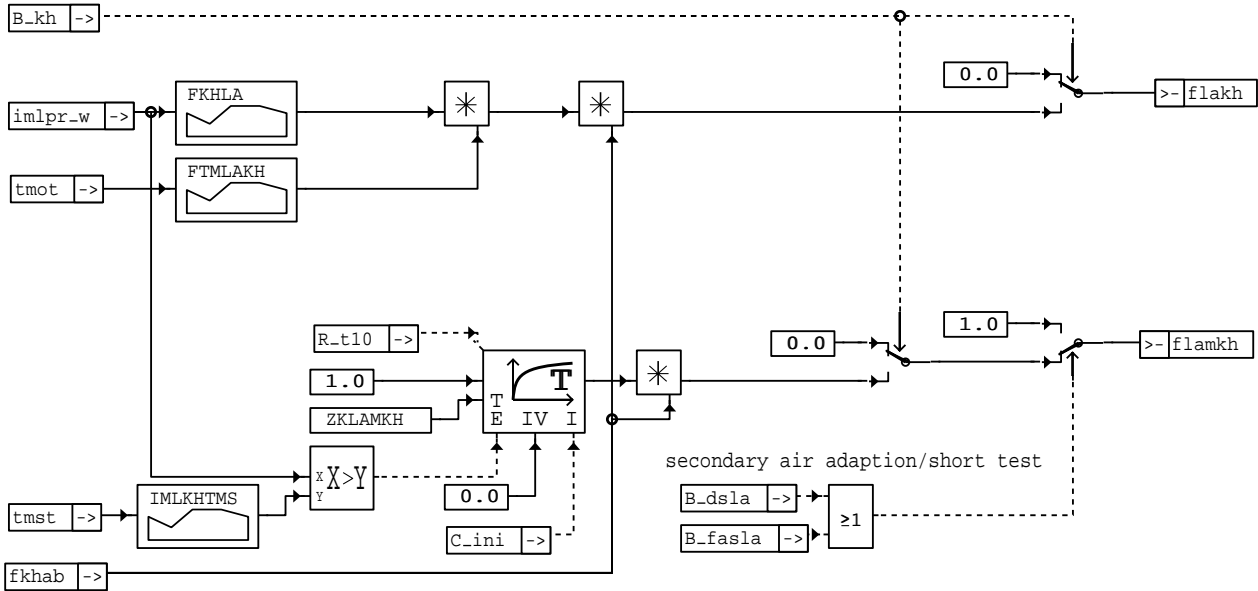 B_kh ->
0.0
>- flakh
imlpr_w ->
FKHLA
*
*
FTMLAKH
tmot ->
R_t10 ->
1.0
0.0
1.0
>- flamkh
T
*
T
E IV I
ZKLAMKH
X X>Y
Y
0.0
secondary air adaption/short test
IMLKHTMS
tmst ->
B_dsla ->
≥1
C_ini ->
B_fasla ->
fkhab ->